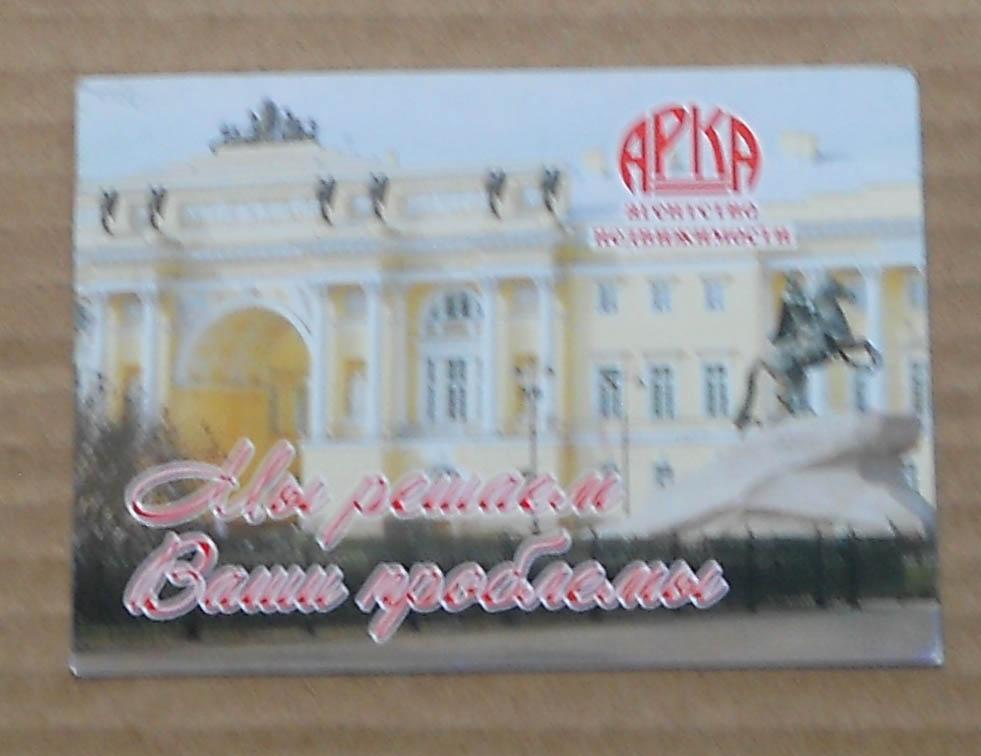 АРКА
агентство
недвижимости
Мы решаем
Ваши проблемы